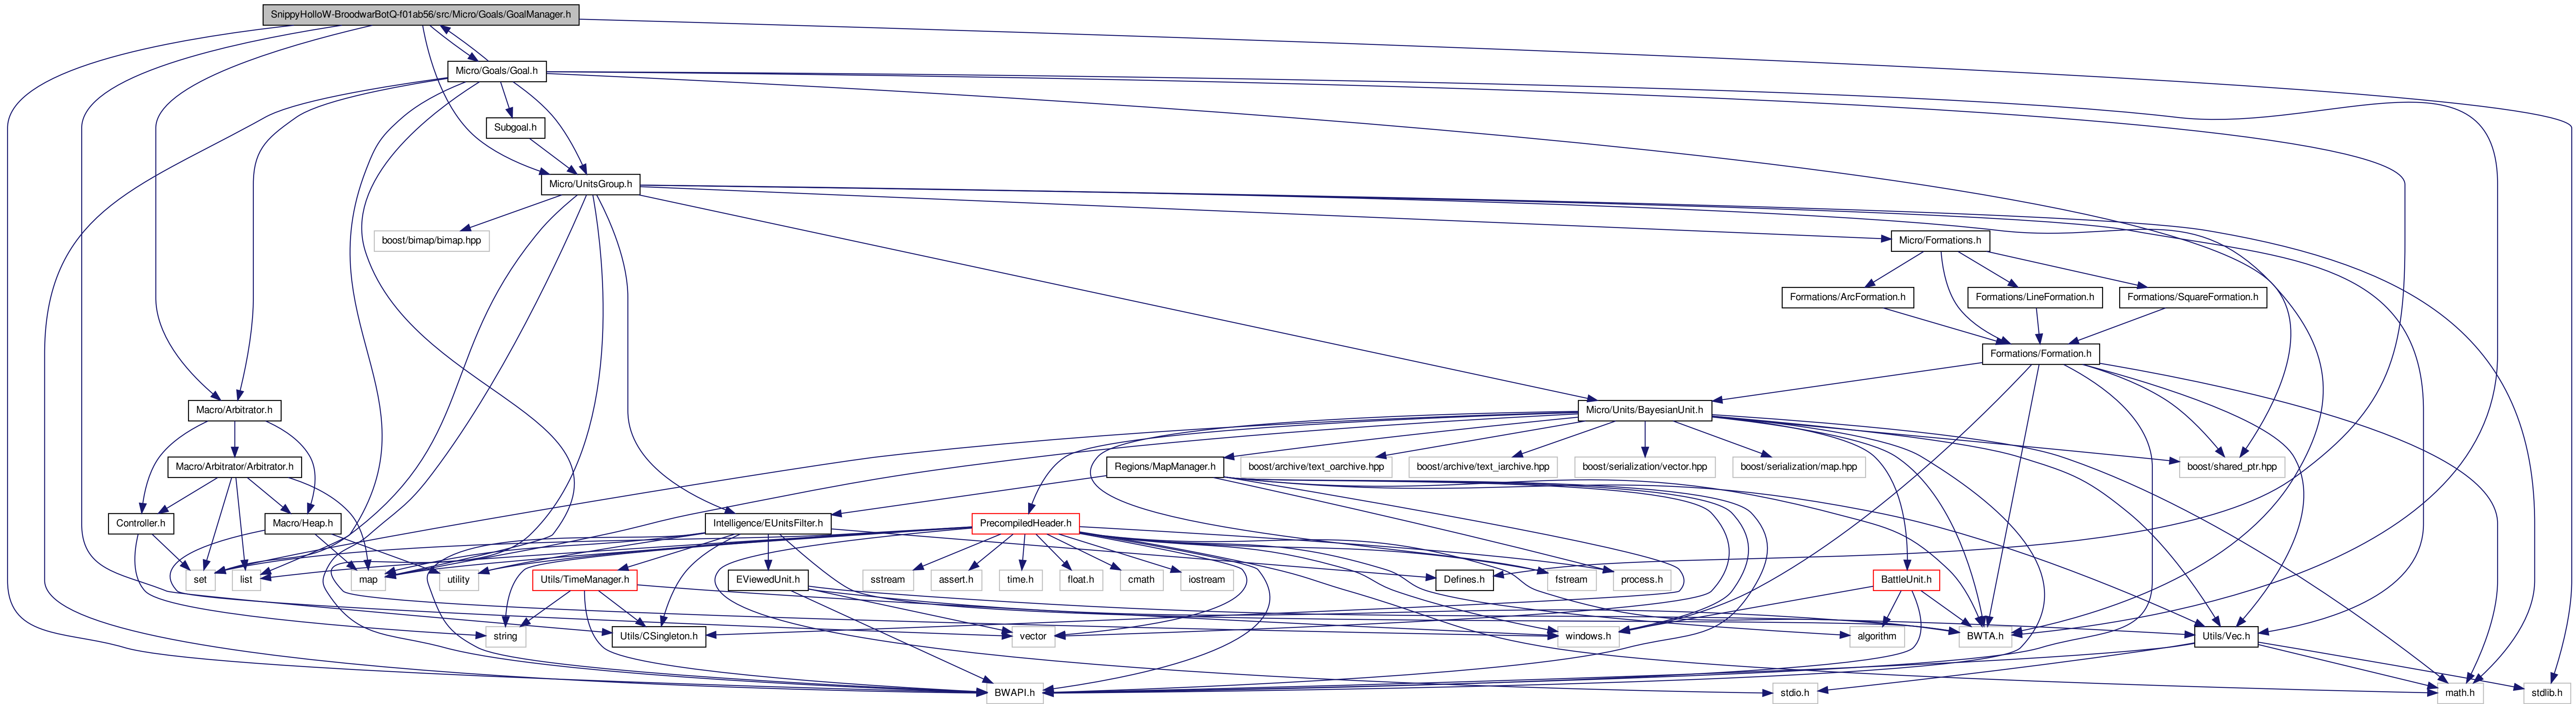 SnippyHolloW-BroodwarBotQ-f01ab56/src/Micro/Goals/GoalManager.h
Micro/Goals/Goal.h
Subgoal.h
Micro/UnitsGroup.h
boost/bimap/bimap.hpp
Micro/Formations.h
Formations/ArcFormation.h
Formations/LineFormation.h
Formations/SquareFormation.h
Formations/Formation.h
Macro/Arbitrator.h
Micro/Units/BayesianUnit.h
Macro/Arbitrator/Arbitrator.h
Regions/MapManager.h
boost/archive/text_oarchive.hpp
boost/archive/text_iarchive.hpp
boost/serialization/vector.hpp
boost/serialization/map.hpp
boost/shared_ptr.hpp
Controller.h
Macro/Heap.h
Intelligence/EUnitsFilter.h
PrecompiledHeader.h
set
list
map
utility
Utils/TimeManager.h
EViewedUnit.h
sstream
assert.h
time.h
float.h
cmath
iostream
Defines.h
fstream
process.h
BattleUnit.h
string
Utils/CSingleton.h
vector
windows.h
algorithm
BWTA.h
Utils/Vec.h
BWAPI.h
stdio.h
math.h
stdlib.h